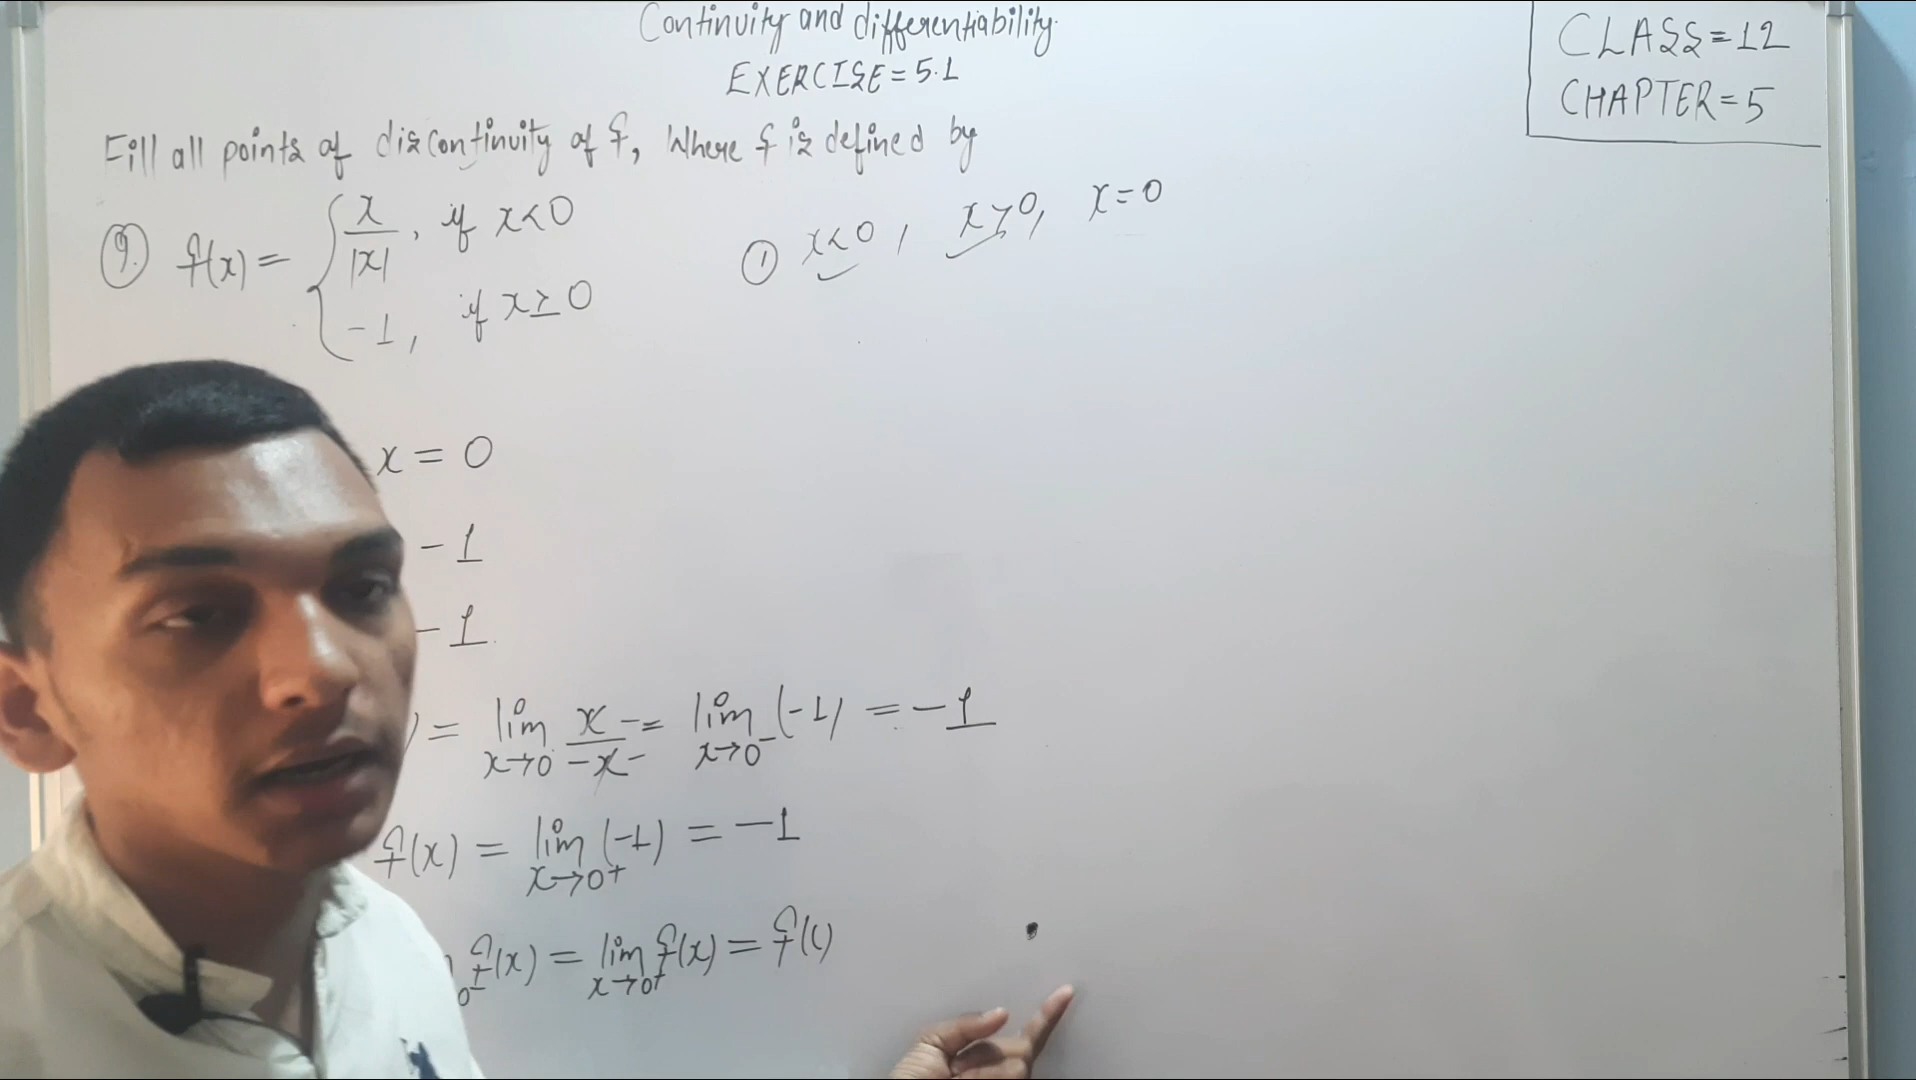 Continuity and differentiability.
EXERCISE = 5.1
CLASS = 12
CHAPTER = 5
Fill all points of discontinuity of f, Where f is defined by
9. f(x) = { x/|x| , if x<0
-1, if x≥0
① x<0, x>0, x=0
x = 0
-1
-1.
) = lim x→0⁻ x/-x = lim x→0⁻ (-1) = -1
f(x) = lim x→0⁺ (-1) = -1
0⁻ f(x) = lim x→0⁺ f(x) = f(c)